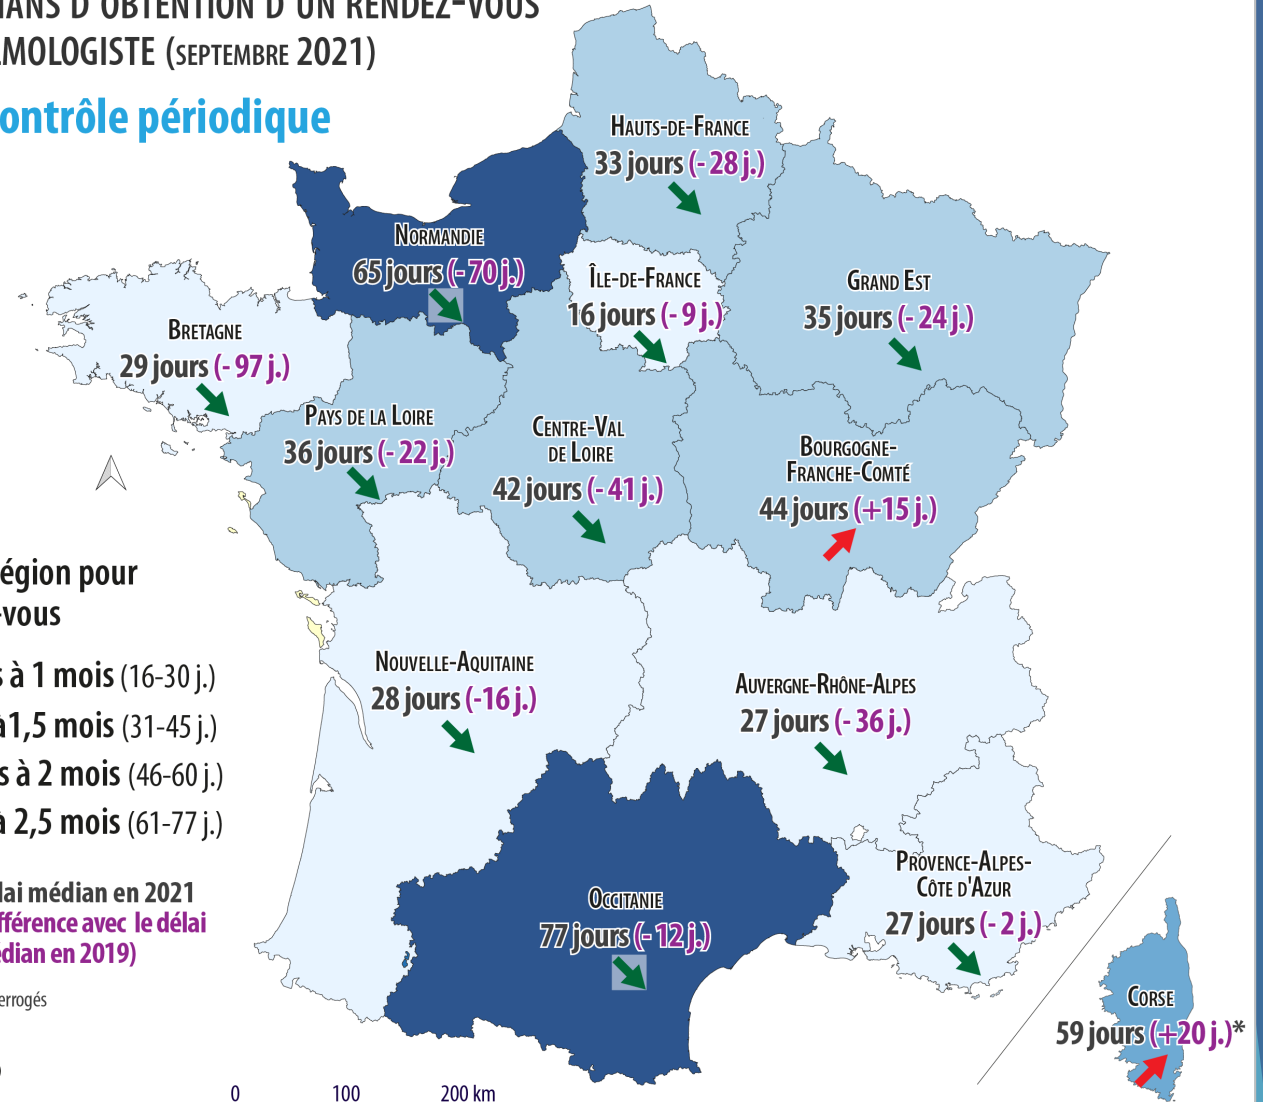 IANS D'OBTENTION D'UN RENDEZ-VOUS
LMOLOGISTE (SEPTEMBRE 2021)
ontrôle périodique
HAUTS-DE-FRANCE
33 jours (- 28 j.)
NORMANDIE
65 jours (- 70 j.)
ÎLE-DE-FRANCE
16 jours (- 9 j.)
GRAND EST
35 jours (- 24 j.)
BRETAGNE
29 jours (- 97 j.)
PAYS DE LA LOIRE
36 jours (- 22 j.)
CENTRE-VAL
DE LOIRE
42 jours (- 41 j.)
BOURGOGNE-
FRANCHE-COMTÉ
44 jours (+15 j.)
égion pour
-vous
s à 1 mois (16-30 j.)
à1,5 mois (31-45 j.)
s à 2 mois (46-60 j.)
à 2,5 mois (61-77 j.)
lai médian en 2021
fférence avec le délai
édian en 2019)
errogés
NOUVELLE-AQUITAINE
28 jours (-16 j.)
AUVERGNE-RHÔNE-ALPES
27 jours (- 36 j.)
OCCITANIE
77 jours (- 12 j.)
PROVENCE-ALPES-
CÔTE D'AZUR
27 jours (- 2 j.)
CORSE
59 jours (+20 j.)*
0 100 200 km